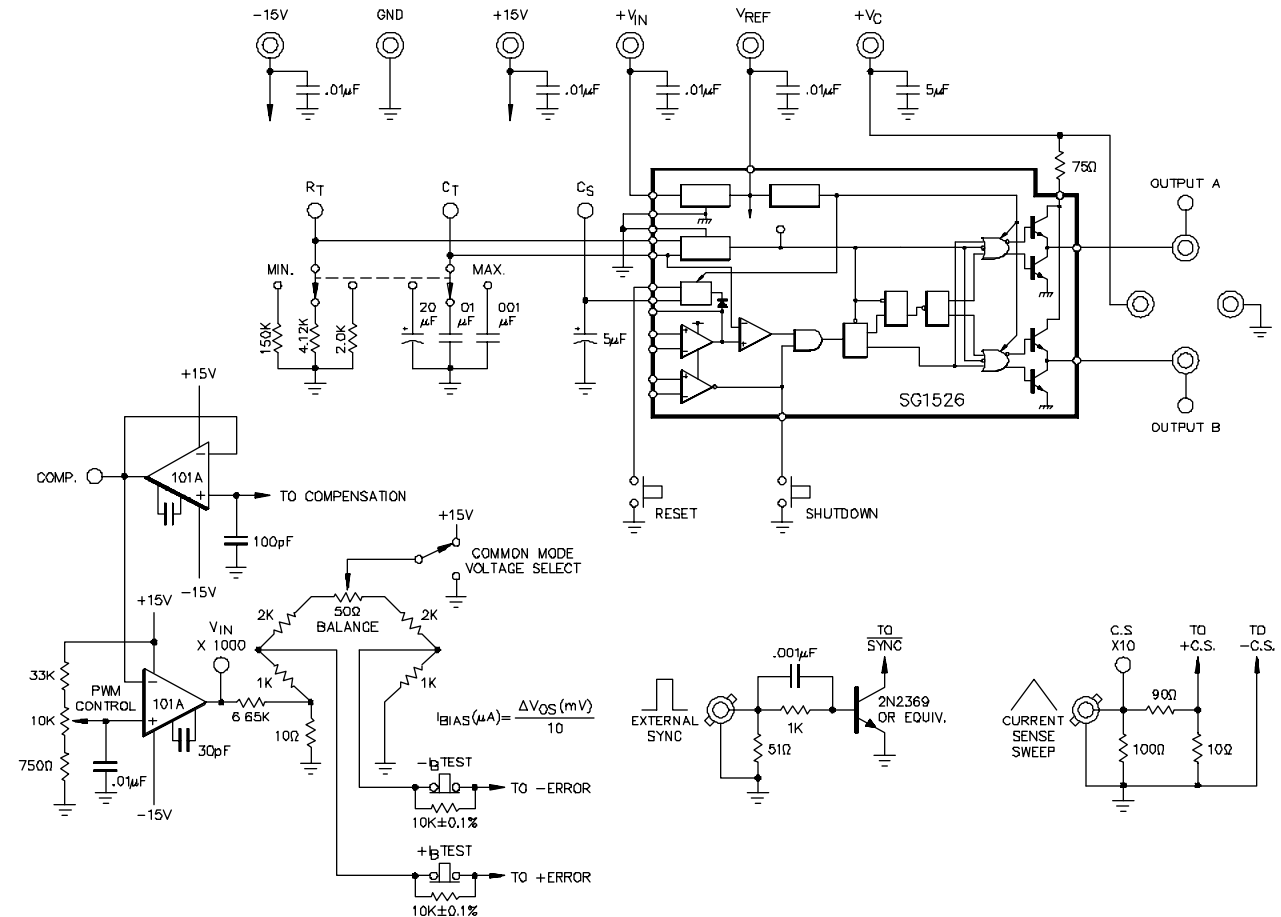 -15V
GND
+15V
+VIN
VREF
+VC
.01µF
.01µF
.01µF
.01µF
5µF
75Ω
OUTPUT A
RT
CT
CS
MIN.
MAX.
20 µF
.01 µF
.001 µF
5µF
150K
4.12K
2.0K
SG1526
OUTPUT B
+15V
COMP.
101A
TO COMPENSATION
100pF
-15V
RESET
SHUTDOWN
+15V
COMMON MODE
VOLTAGE SELECT
+15V
VIN
X 1000
2K
50Ω
BALANCE
2K
33K
PWM
CONTROL
101A
10K
750Ω
.01µF
30pF
-15V
6 65K
1K
10Ω
1K
IBIAS(µA)= ΔVOS(mV)
10
-IB TEST
TO -ERROR
10K±0.1%
+IB TEST
TO +ERROR
10K±0.1%
EXTERNAL
SYNC
.001µF
1K
51Ω
TO
SYNC
2N2369
OR EQUIV.
CURRENT
SENSE
SWEEP
C.S
X10
TO
+C.S.
TO
-C.S.
90Ω
100Ω
10Ω